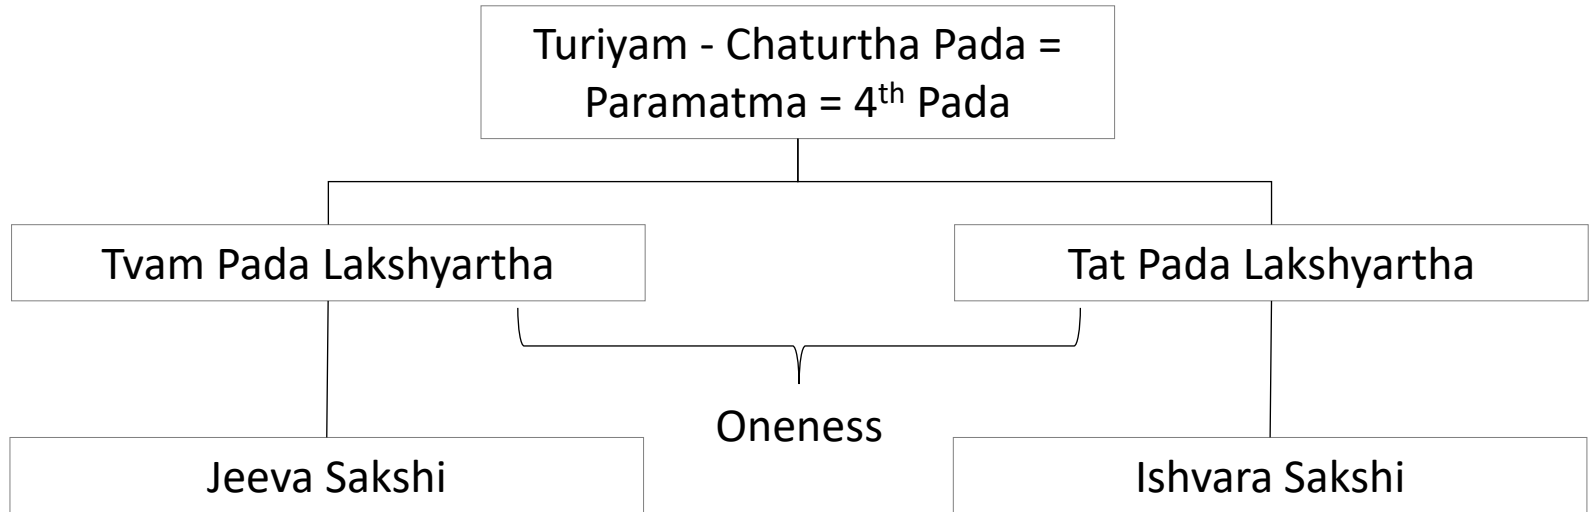 Turiyam - Chaturtha Pada =
Paramatma = 4th Pada
Tvam Pada Lakshyartha
Tat Pada Lakshyartha
Oneness
Jeeva Sakshi
Ishvara Sakshi